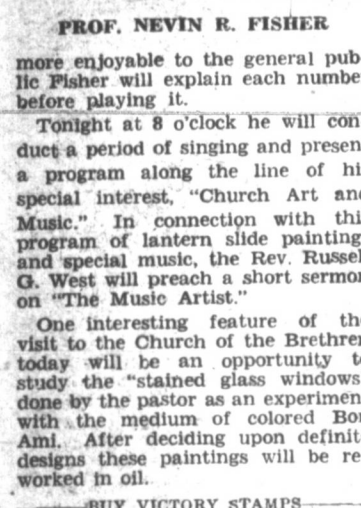 PROF. NEVIN R. FISHER
more enjoyable to the general pub-
lic Fisher will explain each numbe
before playing it.
Tonight at 8 o'clock he will con
duct a period of singing and presen
a program along the line of hi
special interest, "Church Art and
Music." In connection with thi
program of lantern slide painting
and special music, the Rev. Russel
G. West will preach a short sermon
on "The Music Artist."
One interesting feature of th
visit to the Church of the Brethren
today will be an opportunity t
study the "stained glass windows
done by the pastor as an experimen
with the medium of colored Bon
Ami. After deciding upon definit
designs these paintings will be re
worked in oil.
BUY VICTORY STAMPS